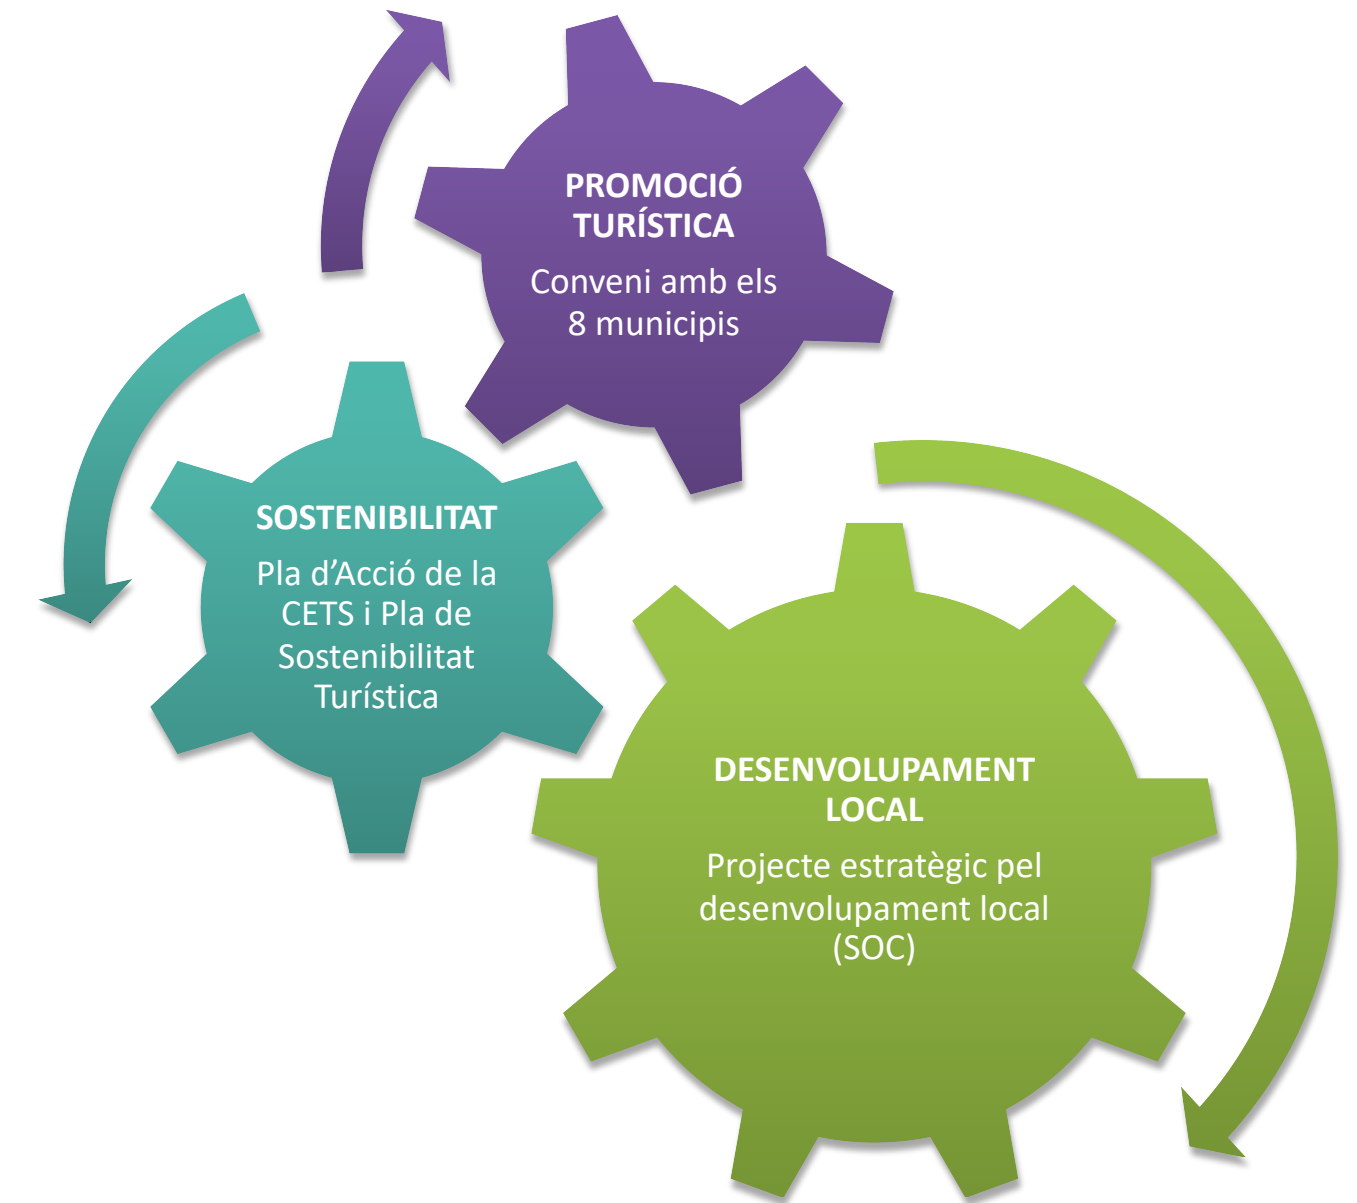 PROMOCIÓ
TURÍSTICA
Conveni amb els
8 municipis
SOSTENIBILITAT
Pla d’Acció de la
CETS i Pla de
Sostenibilitat
Turística
DESENVOLUPAMENT
LOCAL
Projecte estratègic pel
desenvolupament local
(SOC)